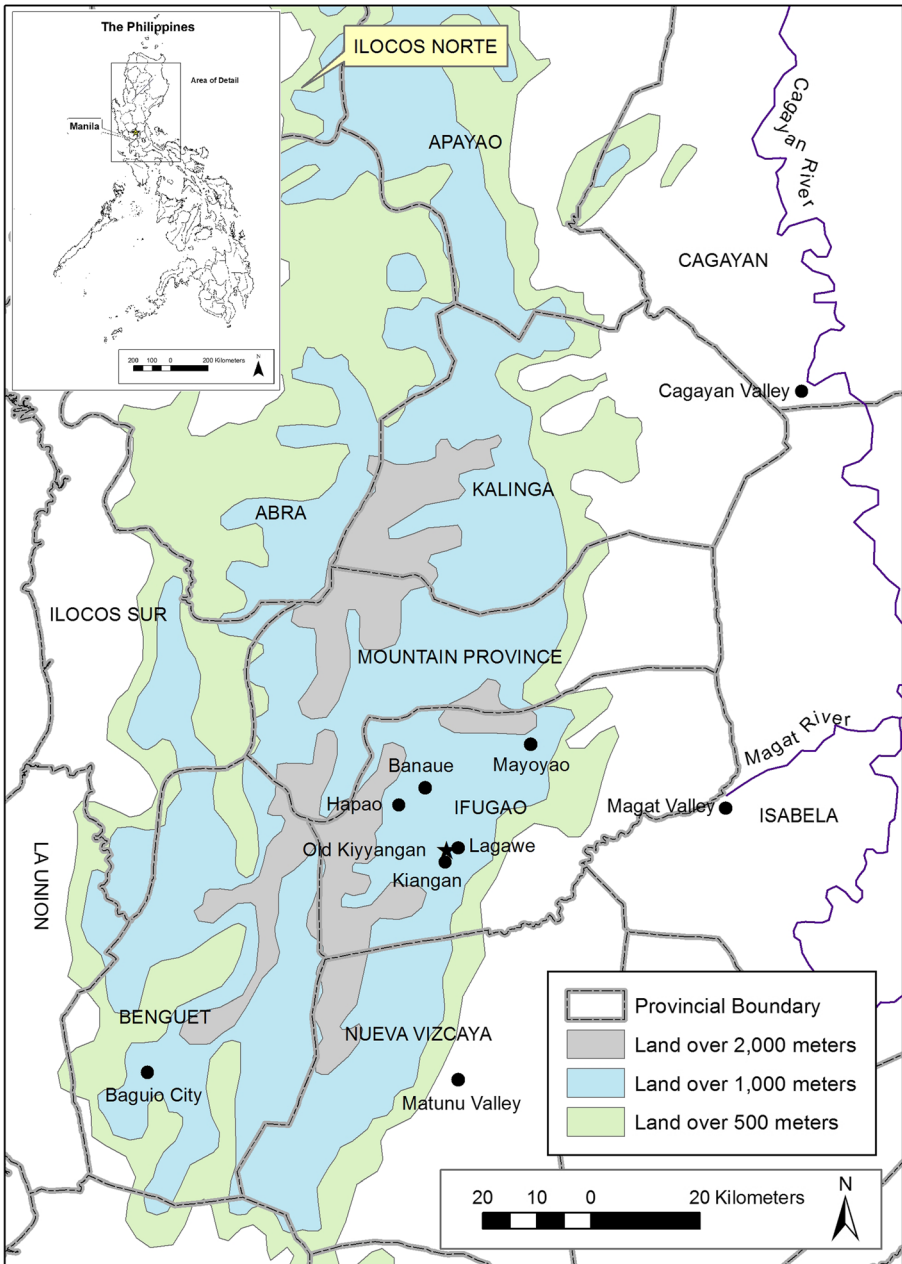 The Philippines
Area of Detail
Manila
200 100 0 200 Kilometers
N
ILOCOS NORTE
APAYAO
Cagayan River
CAGAYAN
Cagayan Valley
KALINGA
ABRA
ILOCOS SUR
MOUNTAIN PROVINCE
Magat River
Mayoyao
Banaue
Hapao
IFUGAO
Magat Valley
ISABELA
Old Kiyyangan
Lagawe
Kiangan
LA UNION
BENGUET
NUEVA VIZCAYA
Baguio City
Matunu Valley
Provincial Boundary
Land over 2,000 meters
Land over 1,000 meters
Land over 500 meters
20 10 0 20 Kilometers
N